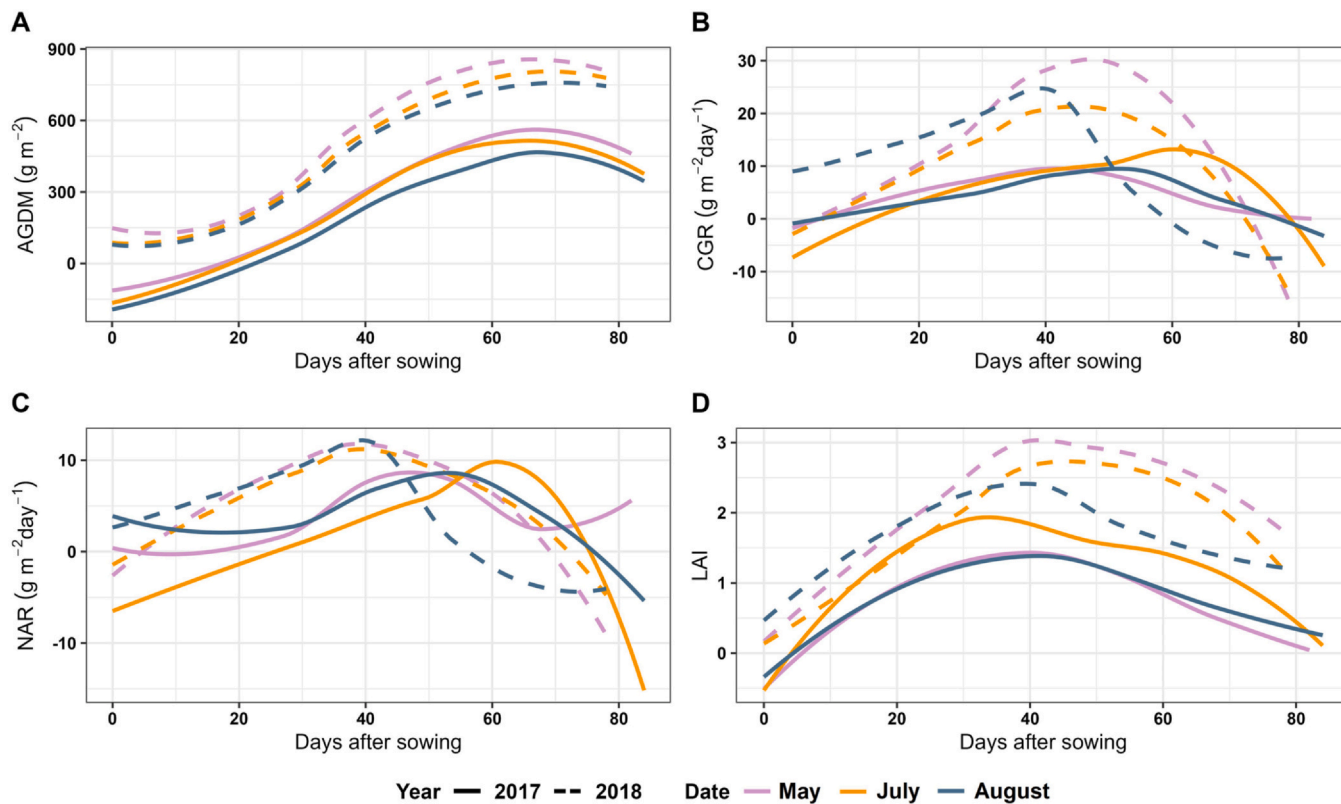 A
AGDM (g m−2)
900
600
300
0
0 20 40 60 80
Days after sowing
B
CGR (g m−2day−1)
30
20
10
0
-10
0 20 40 60 80
Days after sowing
C
NAR (g m−2day−1)
10
0
-10
0 20 40 60 80
Days after sowing
D
LAI
3
2
1
0
0 20 40 60 80
Days after sowing
Year 2017 2018 Date May July August